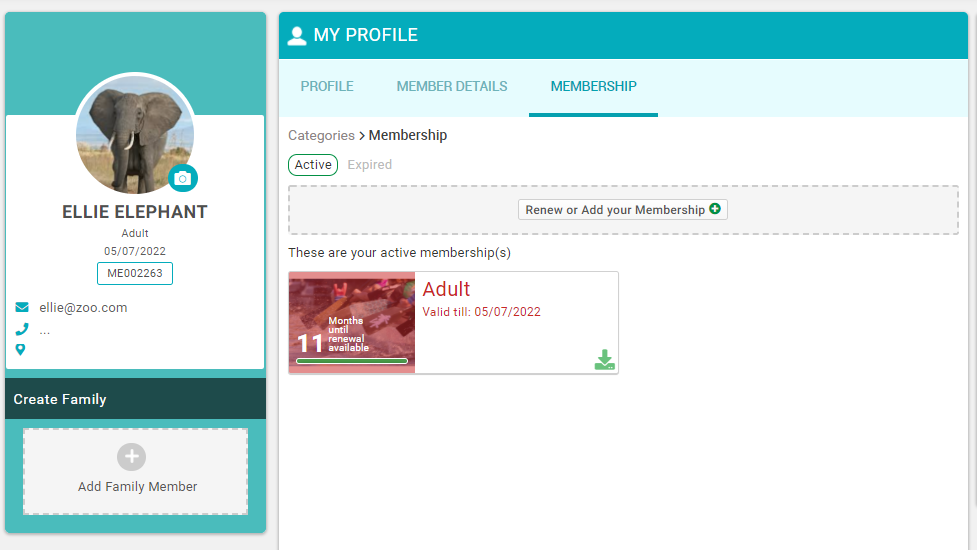 ELLIE ELEPHANT
Adult
05/07/2022
ME002263
ellie@zoo.com
...
Create Family
Add Family Member
MY PROFILE
PROFILE MEMBER DETAILS MEMBERSHIP
Categories > Membership
Active Expired
Renew or Add your Membership
These are your active membership(s)
11 Months
until
renewal
available
Adult
Valid till: 05/07/2022